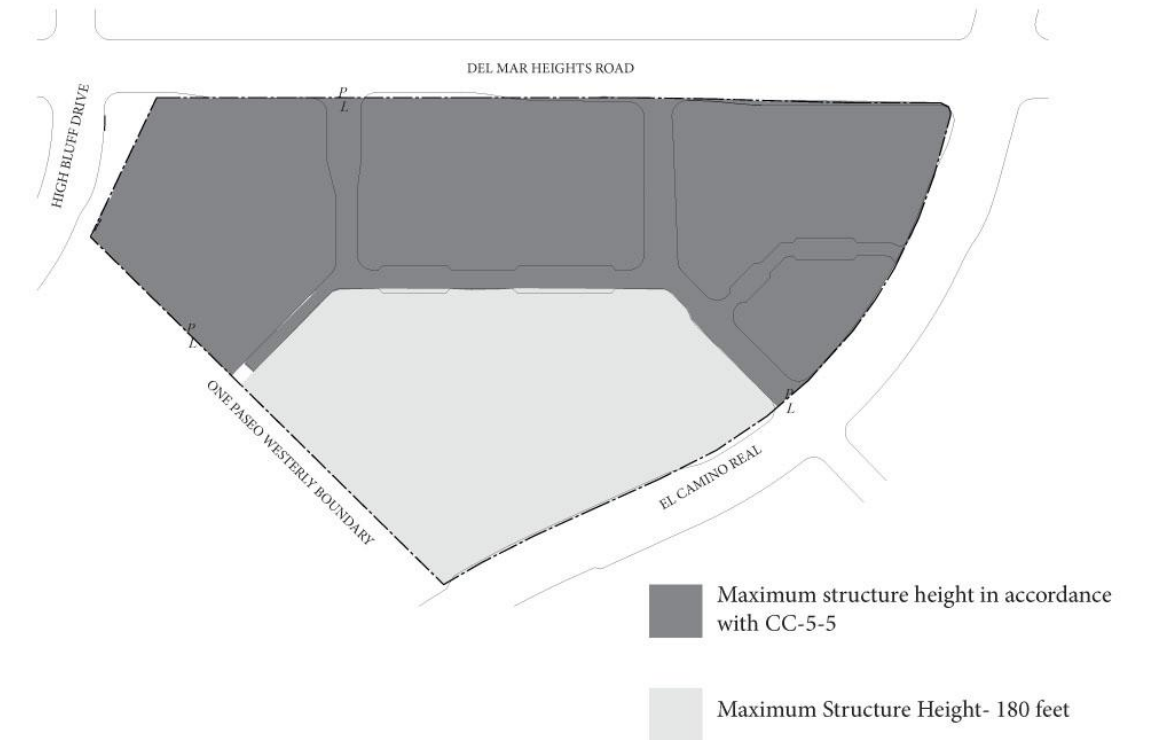 DEL MAR HEIGHTS ROAD
HIGH BLUFF DRIVE
P
L
P
L
P
L
ONE PASEO WESTERLY BOUNDARY
EL CAMINO REAL
Maximum structure height in accordance
with CC-5-5
Maximum Structure Height- 180 feet